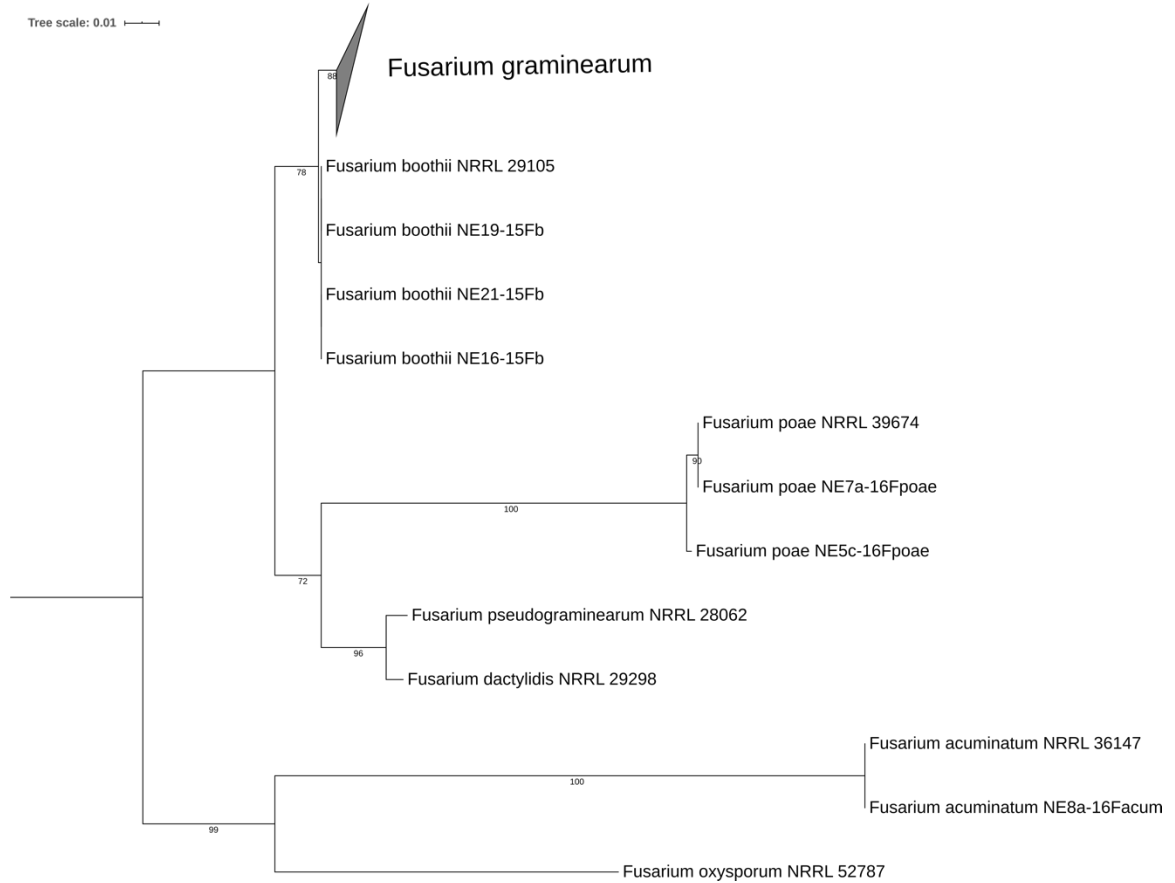 Tree scale: 0.01
88
Fusarium graminearum
Fusarium boothii NRRL 29105
78
Fusarium boothii NE19-15Fb
Fusarium boothii NE21-15Fb
Fusarium boothii NE16-15Fb
Fusarium poae NRRL 39674
90
Fusarium poae NE7a-16Fpoae
100
Fusarium poae NE5c-16Fpoae
72
Fusarium pseudograminearum NRRL 28062
96
Fusarium dactylidis NRRL 29298
Fusarium acuminatum NRRL 36147
100
Fusarium acuminatum NE8a-16Facum
99
Fusarium oxysporum NRRL 52787